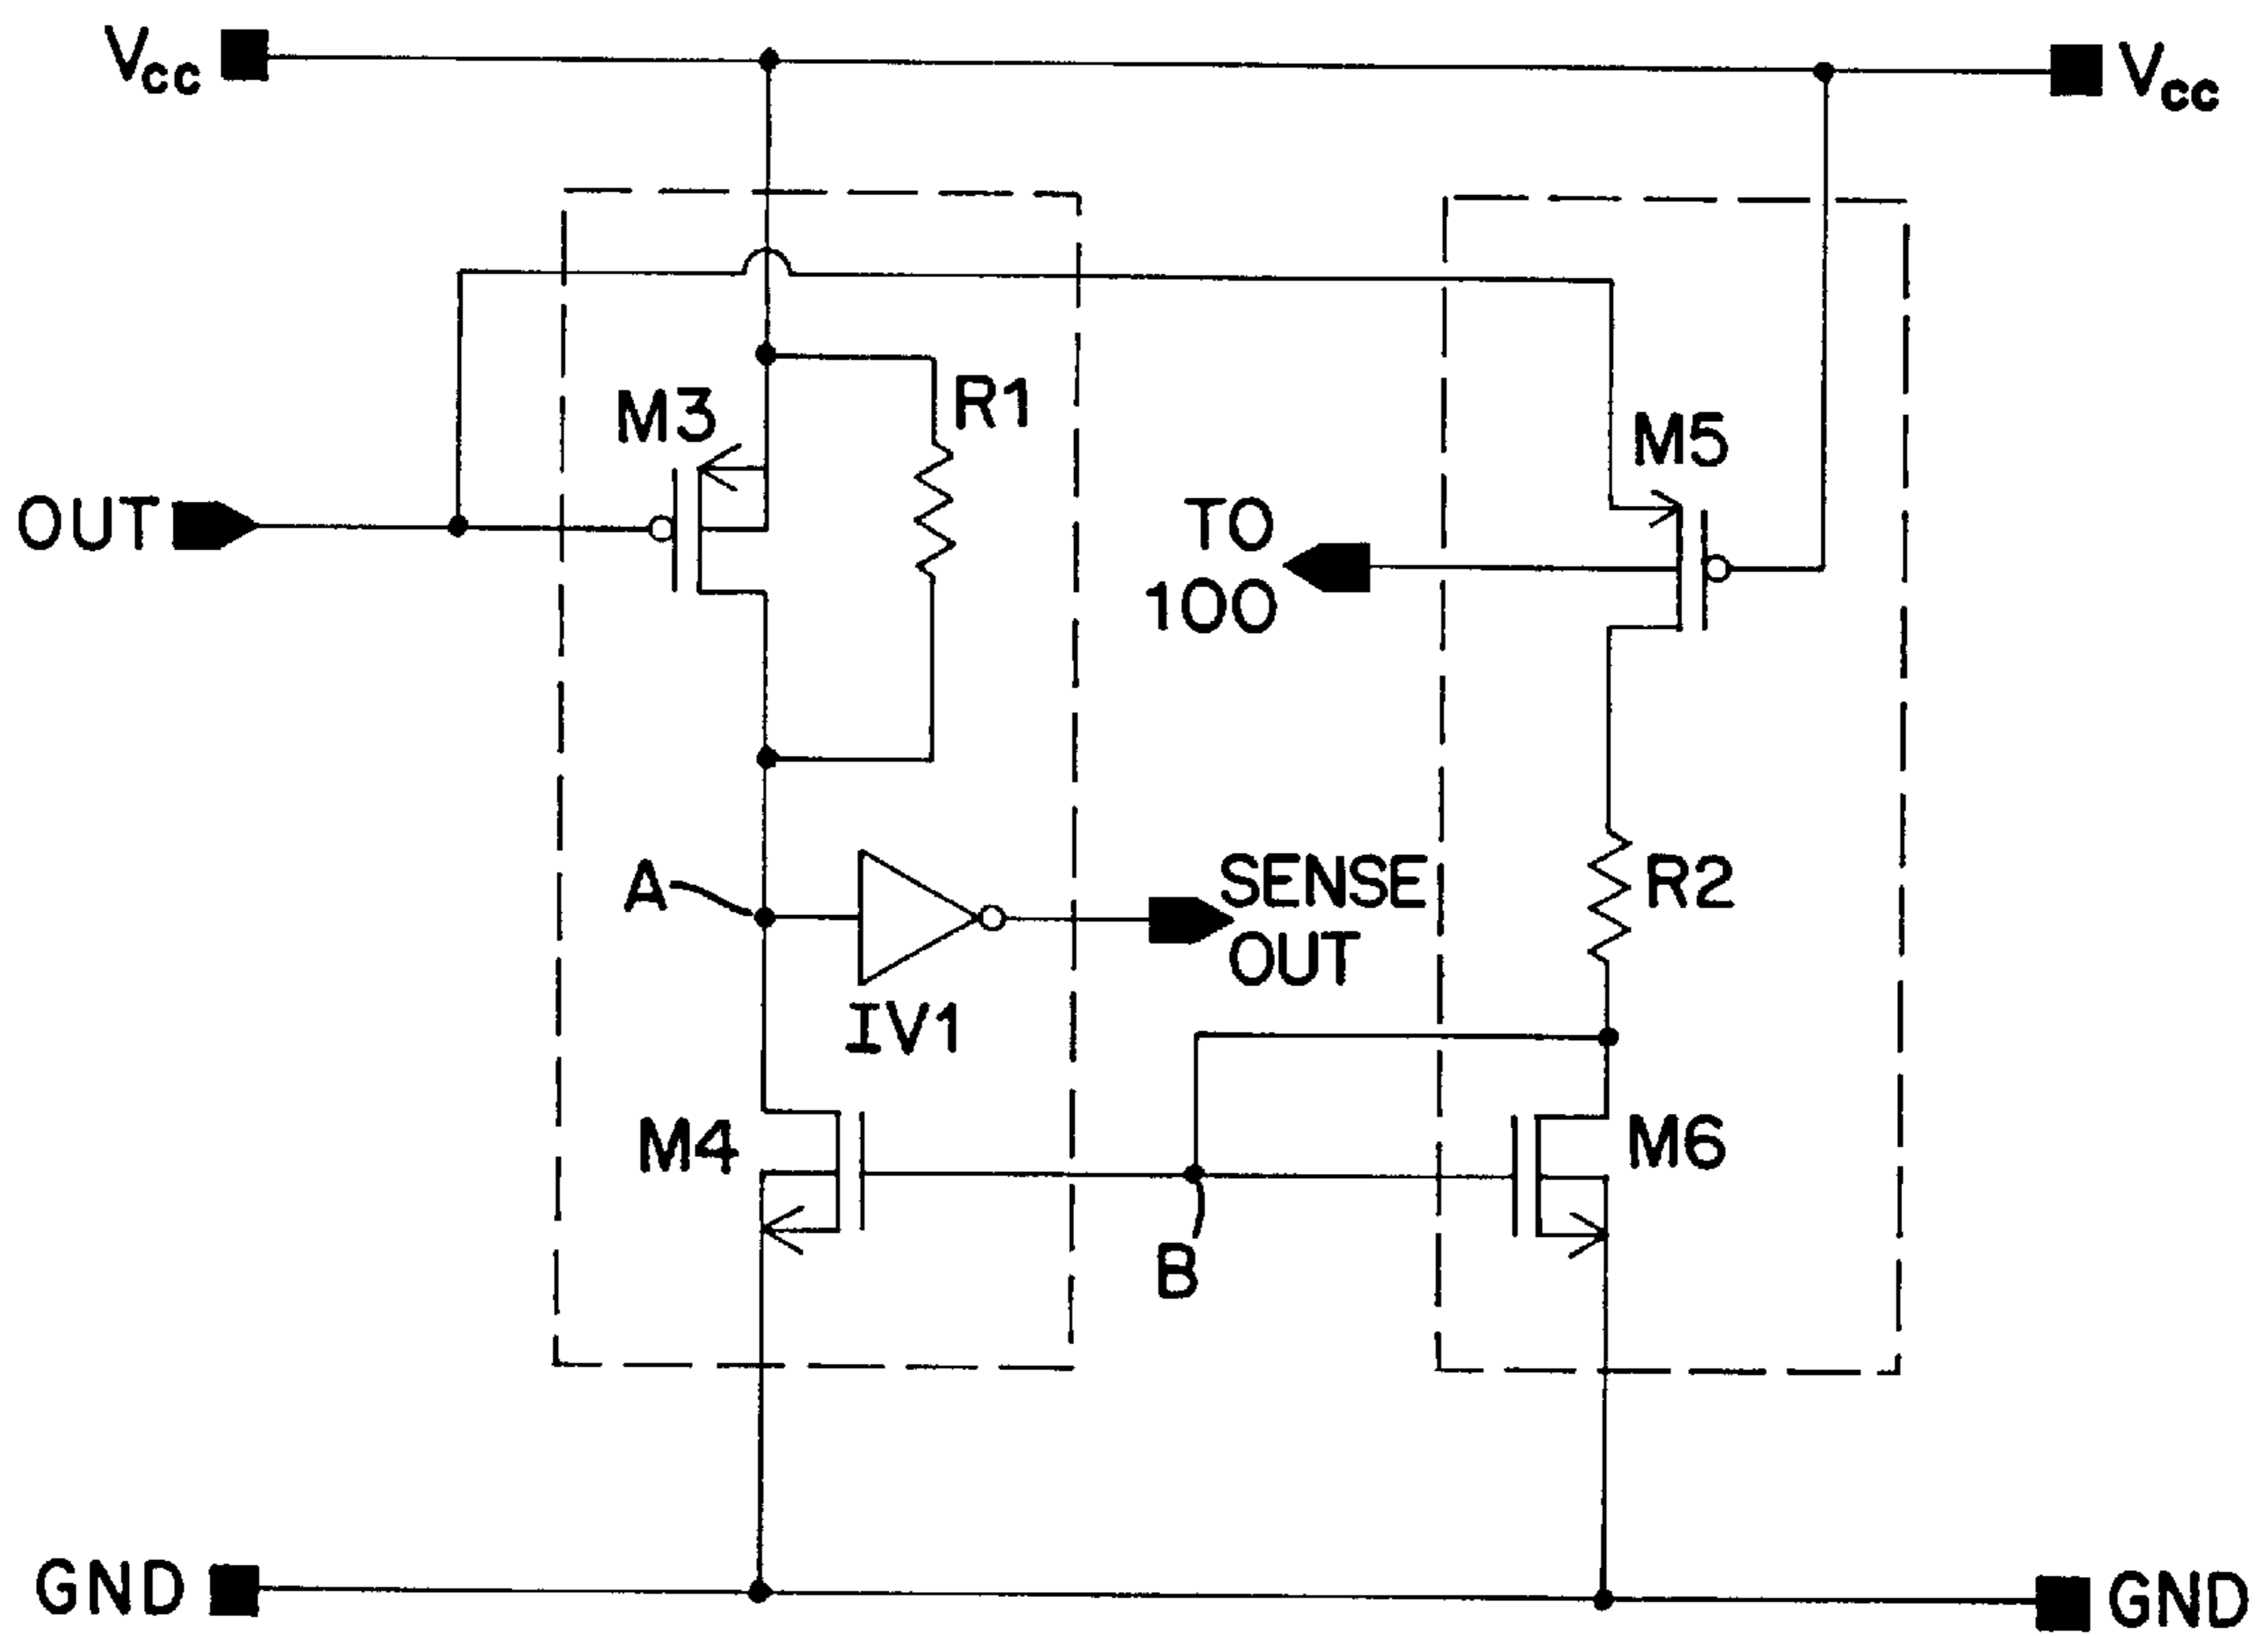 Vcc
Vcc
M3
R1
M5
OUT
TO
100
A
SENSE
OUT
R2
IV1
M4
M6
B
GND
GND